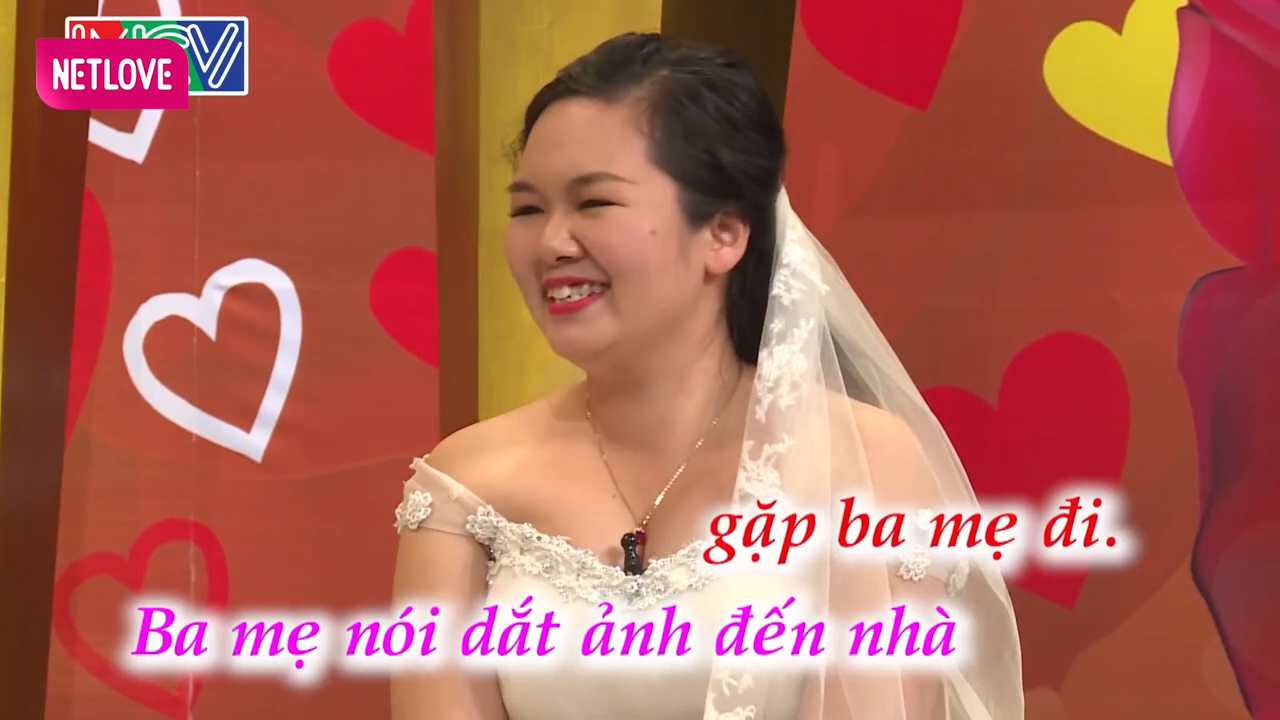 NETLOVE
gặp ba mẹ đi.
Ba mẹ nói dắt ảnh đến nhà